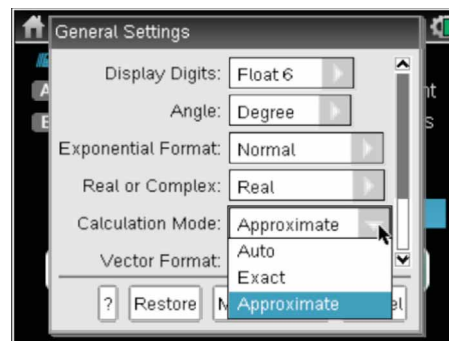 General Settings
Display Digits: Float 6
Angle: Degree
Exponential Format: Normal
Real or Complex: Real
Calculation Mode: Approximate
Auto
Vector Format:
Exact
? Restore
Approximate